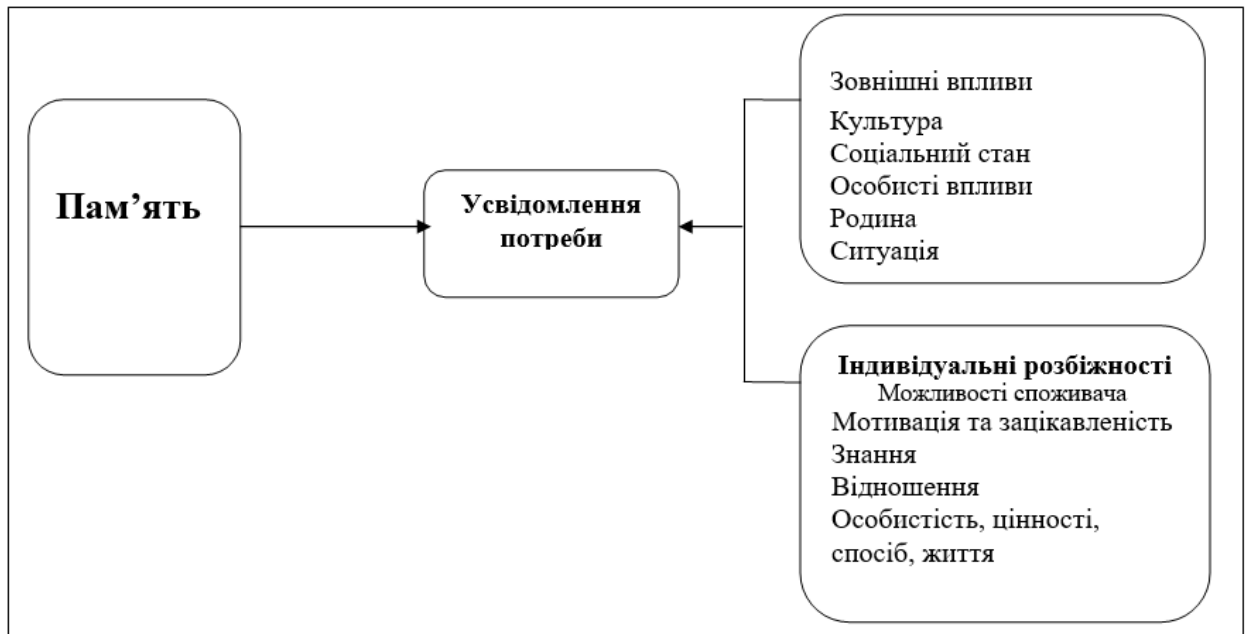 Пам’ять
Усвідомлення
потреби
Зовнішні впливи
Культура
Соціальний стан
Особисті впливи
Родина
Ситуація
Індивідуальні розбіжності
Можливості споживача
Мотивація та зацікавленість
Знання
Відношення
Особистість, цінності,
спосіб, життя